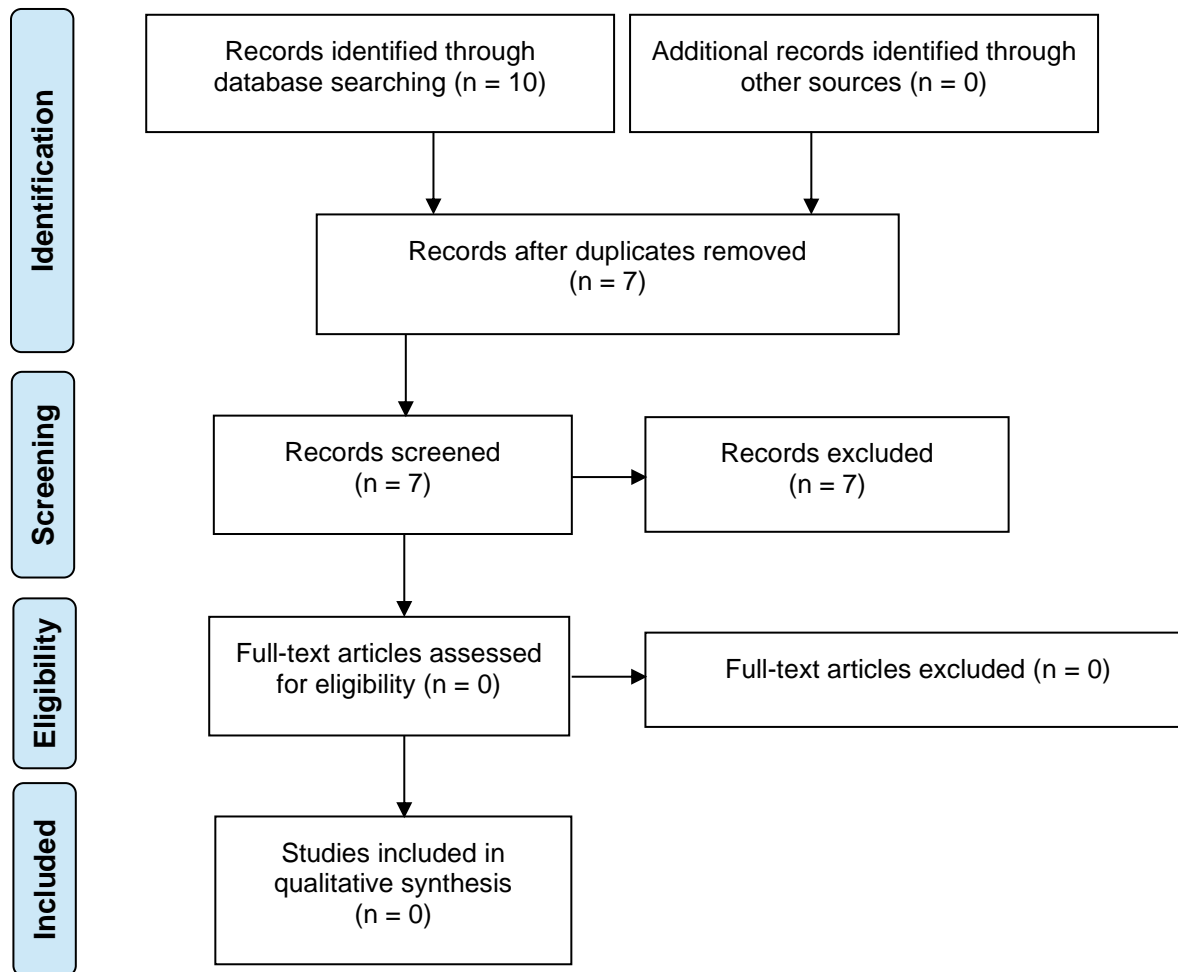 Identification
Records identified through
database searching (n = 10)
Additional records identified through
other sources (n = 0)
Records after duplicates removed
(n = 7)
Screening
Records screened
(n = 7)
Records excluded
(n = 7)
Eligibility
Full-text articles assessed
for eligibility (n = 0)
Full-text articles excluded (n = 0)
Included
Studies included in
qualitative synthesis
(n = 0)